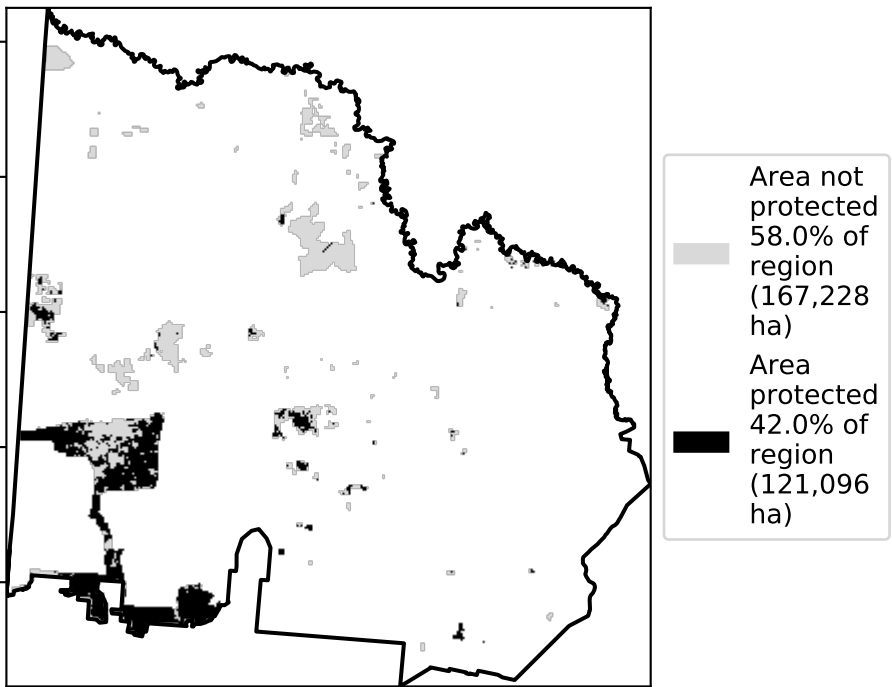 Area not
protected
58.0% of
region
(167,228
ha)
Area
protected
42.0% of
region
(121,096
ha)